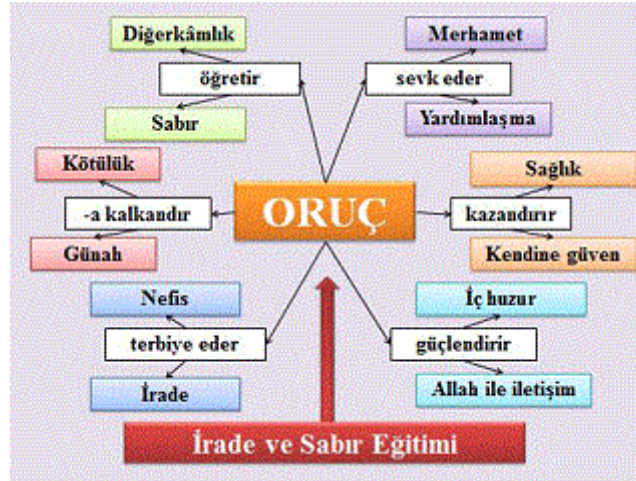 Diğerkâmlık
öğretir
Sabır
Merhamet
sevk eder
Yardımlaşma
Kötülük
-a kalkandır
Günah
ORUÇ
Sağlık
kazandırır
Kendine güven
Nefis
terbiye eder
İrade
İç huzur
güçlendirir
Allah ile iletişim
İrade ve Sabır Eğitimi